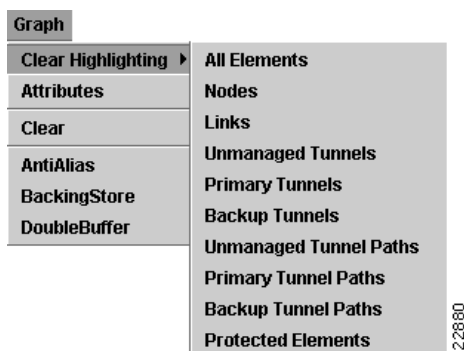 Graph
Clear Highlighting
Attributes
Clear
AntiAlias
BackingStore
DoubleBuffer
All Elements
Nodes
Links
Unmanaged Tunnels
Primary Tunnels
Backup Tunnels
Unmanaged Tunnel Paths
Primary Tunnel Paths
Backup Tunnel Paths
Protected Elements
22880